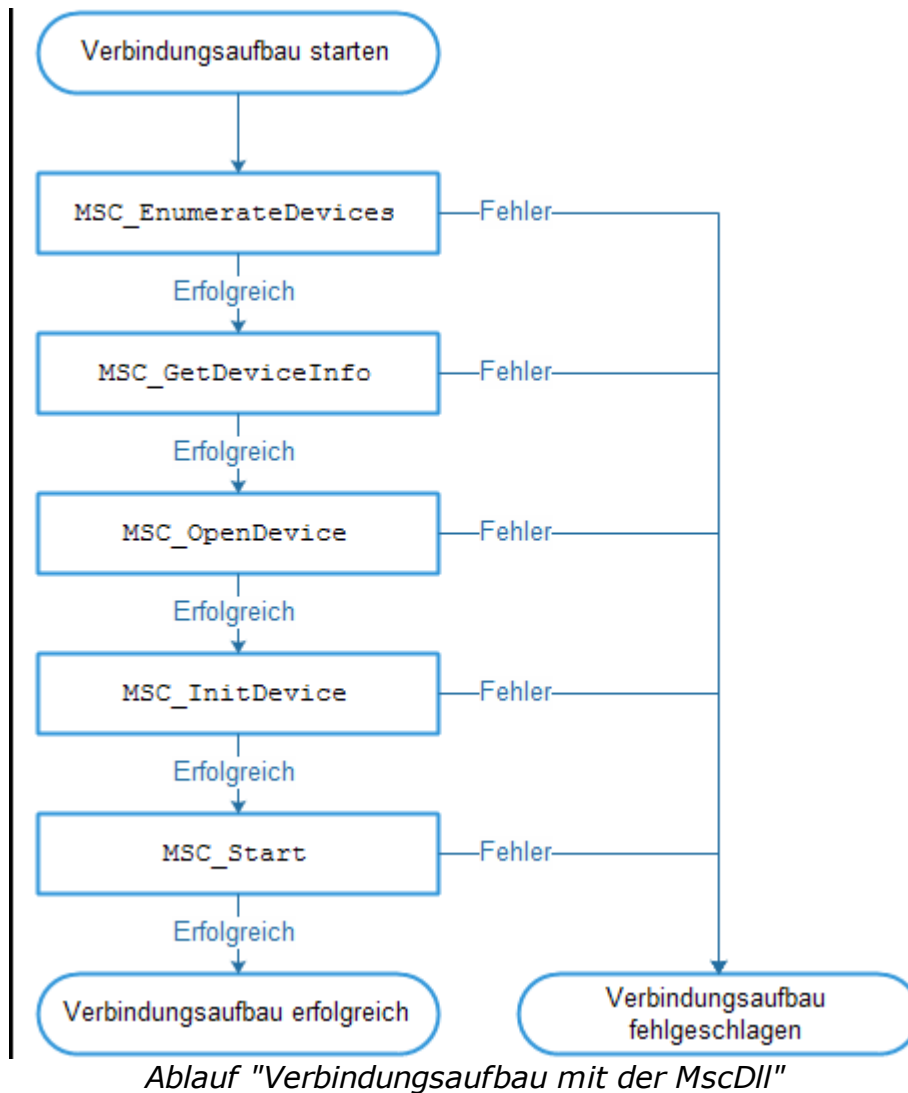 Verbindungsaufbau starten
MSC_EnumerateDevices
Fehler
Erfolgreich
MSC_GetDeviceInfo
Fehler
Erfolgreich
MSC_OpenDevice
Fehler
Erfolgreich
MSC_InitDevice
Fehler
Erfolgreich
MSC_Start
Fehler
Erfolgreich
Verbindungsaufbau erfolgreich
Verbindungsaufbau
fehlgeschlagen
Ablauf "Verbindungsaufbau mit der MscDll"